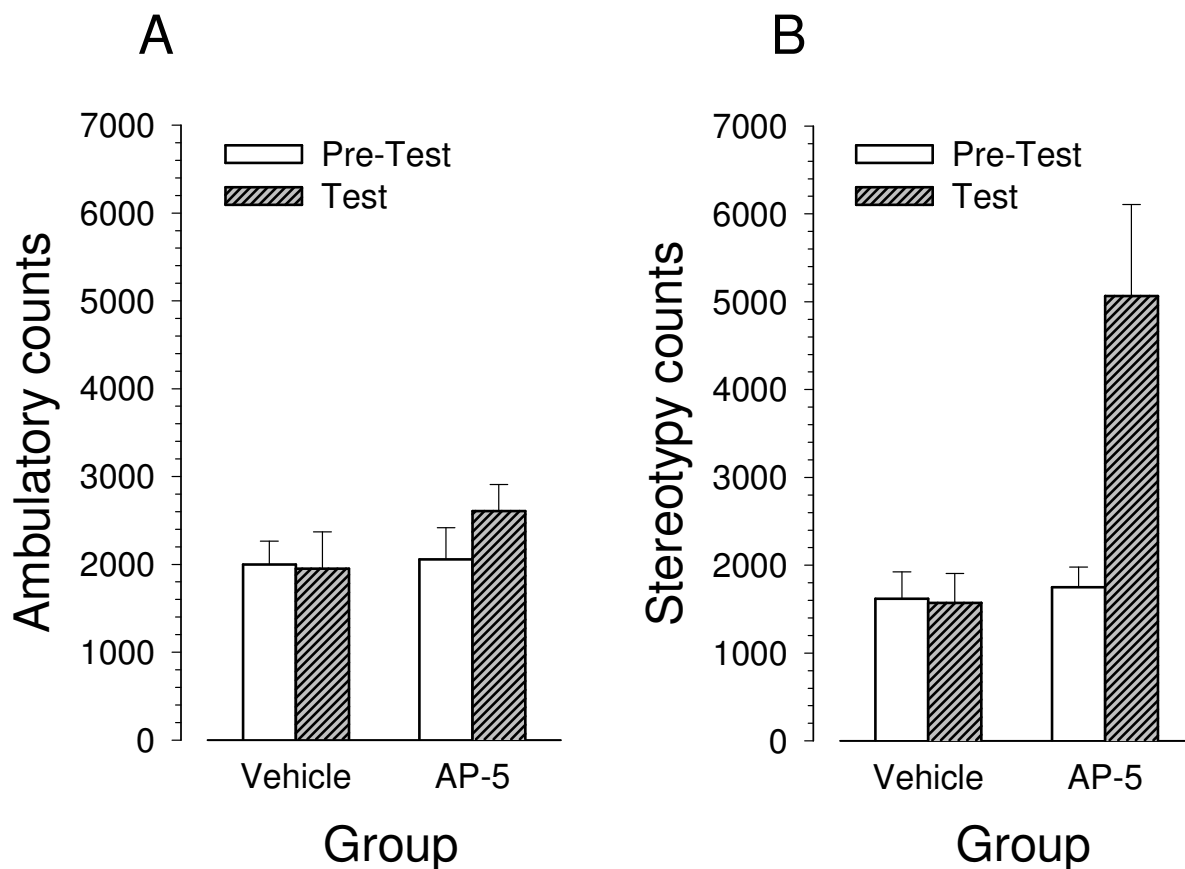 A
7000
6000
5000
4000
3000
2000
1000
0
Ambulatory counts
Pre-Test
Test
Vehicle AP-5
Group
B
7000
6000
5000
4000
3000
2000
1000
0
Stereotypy counts
Pre-Test
Test
Vehicle AP-5
Group